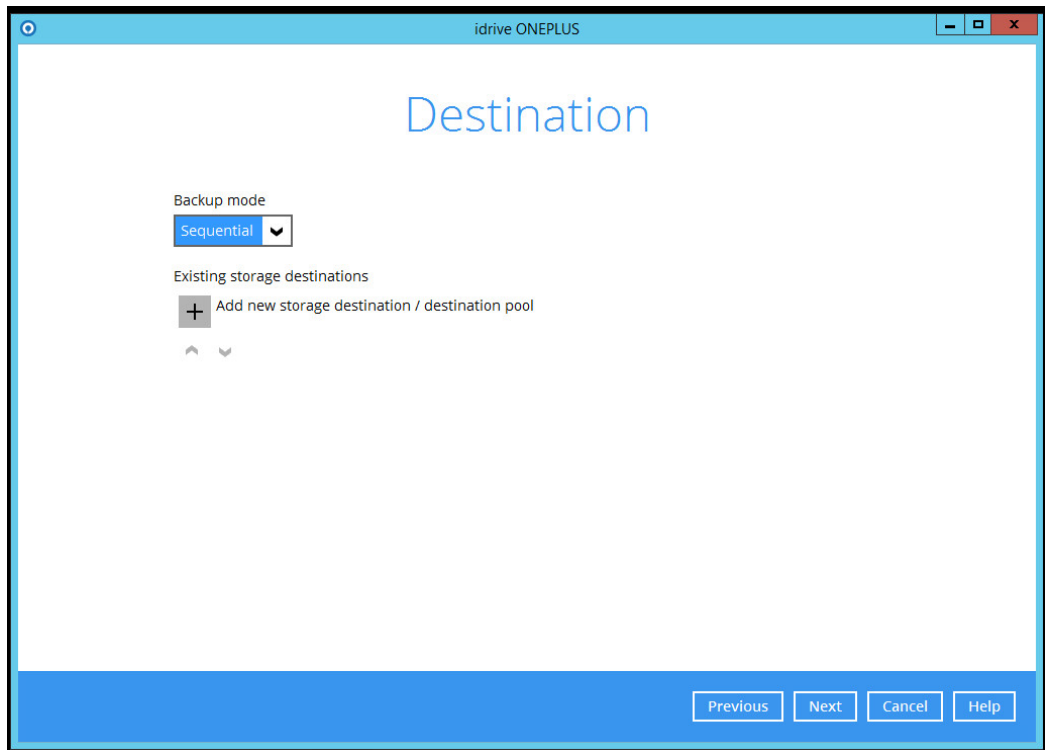 idrive ONEPLUS
Destination
Backup mode
Sequential
Existing storage destinations
Add new storage destination / destination pool
Previous Next Cancel Help